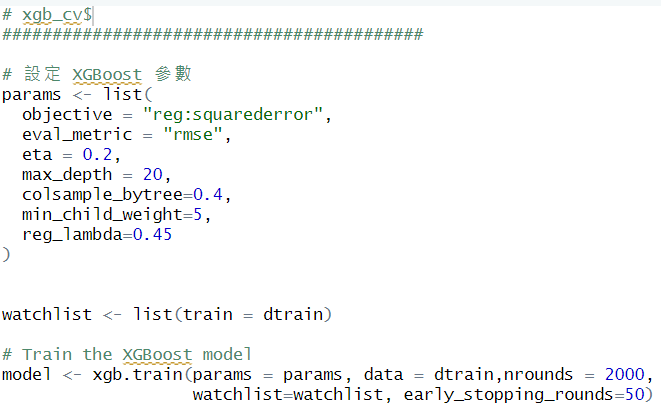 # xgb_cv$
##########################################
# 設定 XGBoost 參數
params <- list(
  objective = "reg:squarederror",
  eval_metric = "rmse",
  eta = 0.2,
  max_depth = 20,
  colsample_bytree=0.4,
  min_child_weight=5,
  reg_lambda=0.45
)
watchlist <- list(train = dtrain)
# Train the XGBoost model
model <- xgb.train(params = params, data = dtrain,nrounds = 2000,
                   watchlist=watchlist, early_stopping_rounds=50)